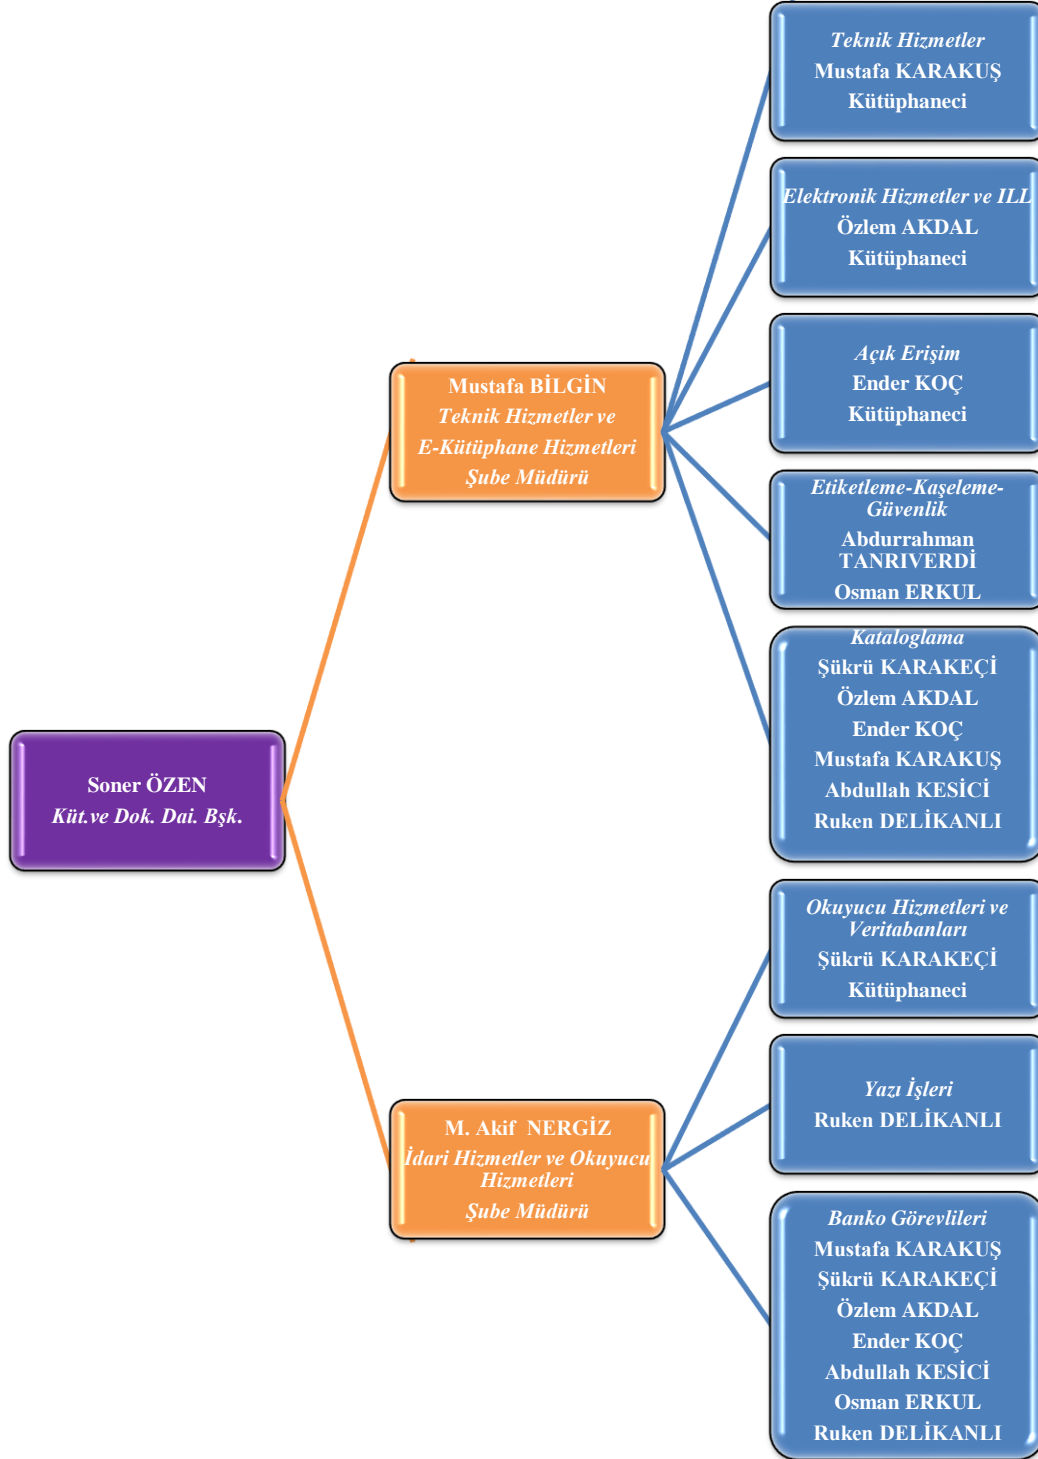 Teknik Hizmetler
Mustafa KARAKUŞ
Kütüphaneci
Elektronik Hizmetler ve ILL
Özlem AKDAL
Kütüphaneci
Açık Erişim
Ender KOÇ
Kütüphaneci
Mustafa BİLGİN
Teknik Hizmetler ve
E-Kütüphane Hizmetleri
Şube Müdürü
Etiketleme-Kaşeleme-
Güvenlik
Abdurrahman
TANRIVERDİ
Osman ERKUL
Kataloglama
Şükrü KARAKEÇİ
Özlem AKDAL
Ender KOÇ
Mustafa KARAKUŞ
Abdullah KESİCİ
Ruken DELİKANLI
Soner ÖZEN
Küt.ve Dok. Dai. Bşk.
Okuyucu Hizmetleri ve
Veritabanları
Şükrü KARAKEÇİ
Kütüphaneci
Yazı İşleri
Ruken DELİKANLI
M. Akif  NERGİZ
İdari Hizmetler ve Okuyucu
Hizmetleri
Şube Müdürü
Banko Görevlileri
Mustafa KARAKUŞ
Şükrü KARAKEÇİ
Özlem AKDAL
Ender KOÇ
Abdullah KESİCİ
Osman ERKUL
Ruken DELİKANLI